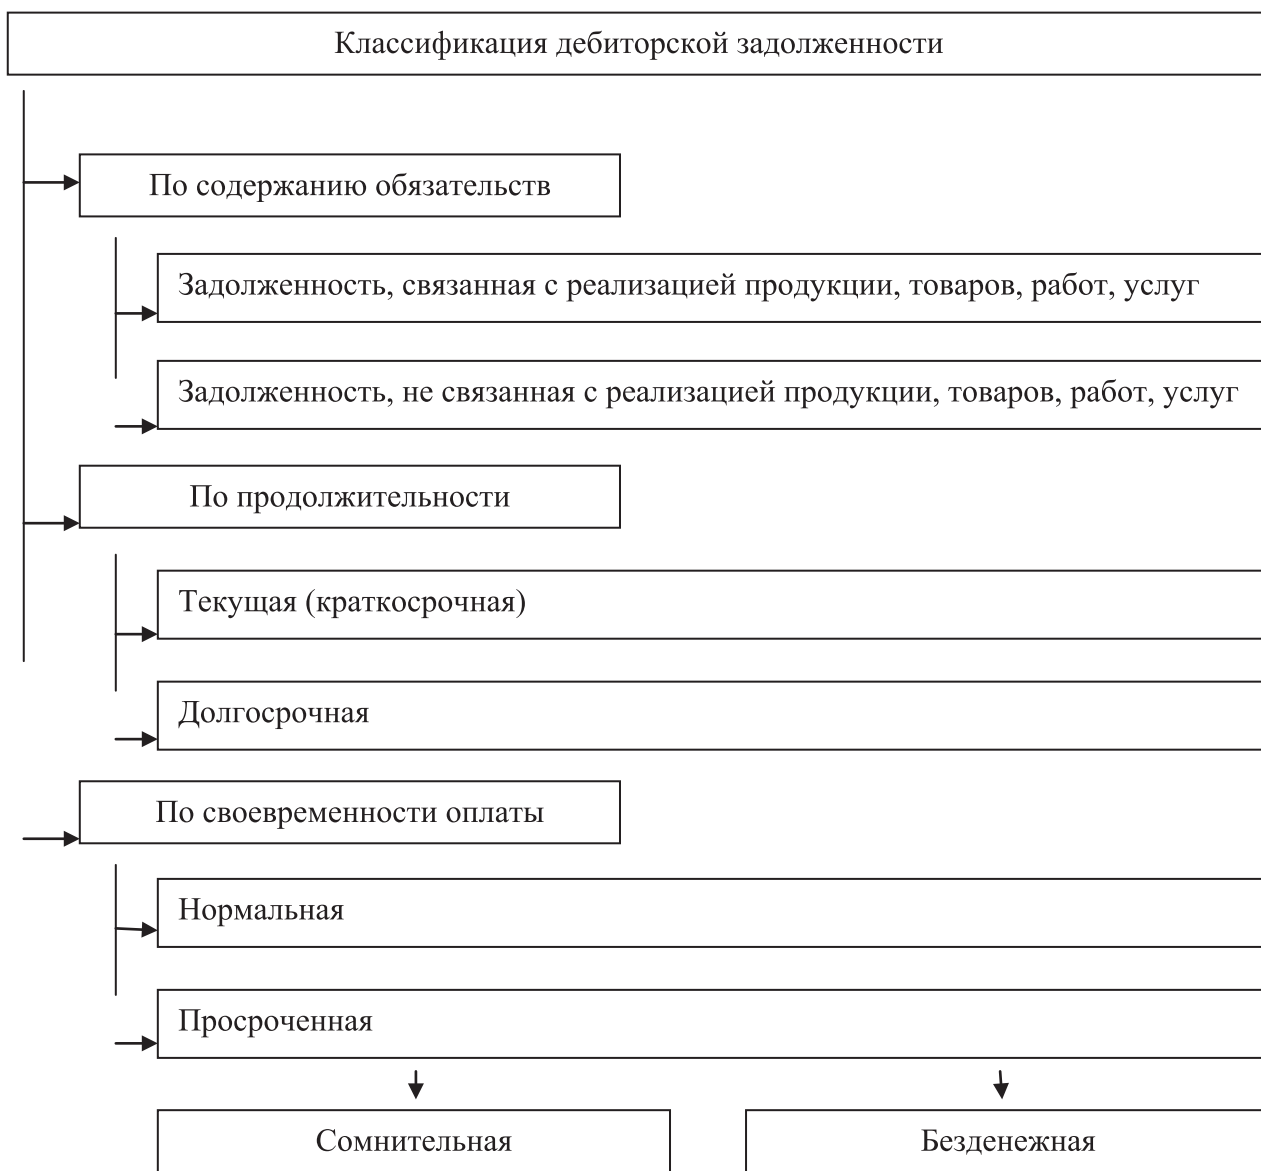 Классификация дебиторской задолженности
По содержанию обязательств
Задолженность, связанная с реализацией продукции, товаров, работ, услуг
Задолженность, не связанная с реализацией продукции, товаров, работ, услуг
По продолжительности
Текущая (краткосрочная)
Долгосрочная
По своевременности оплаты
Нормальная
Просроченная
Сомнительная
Безденежная